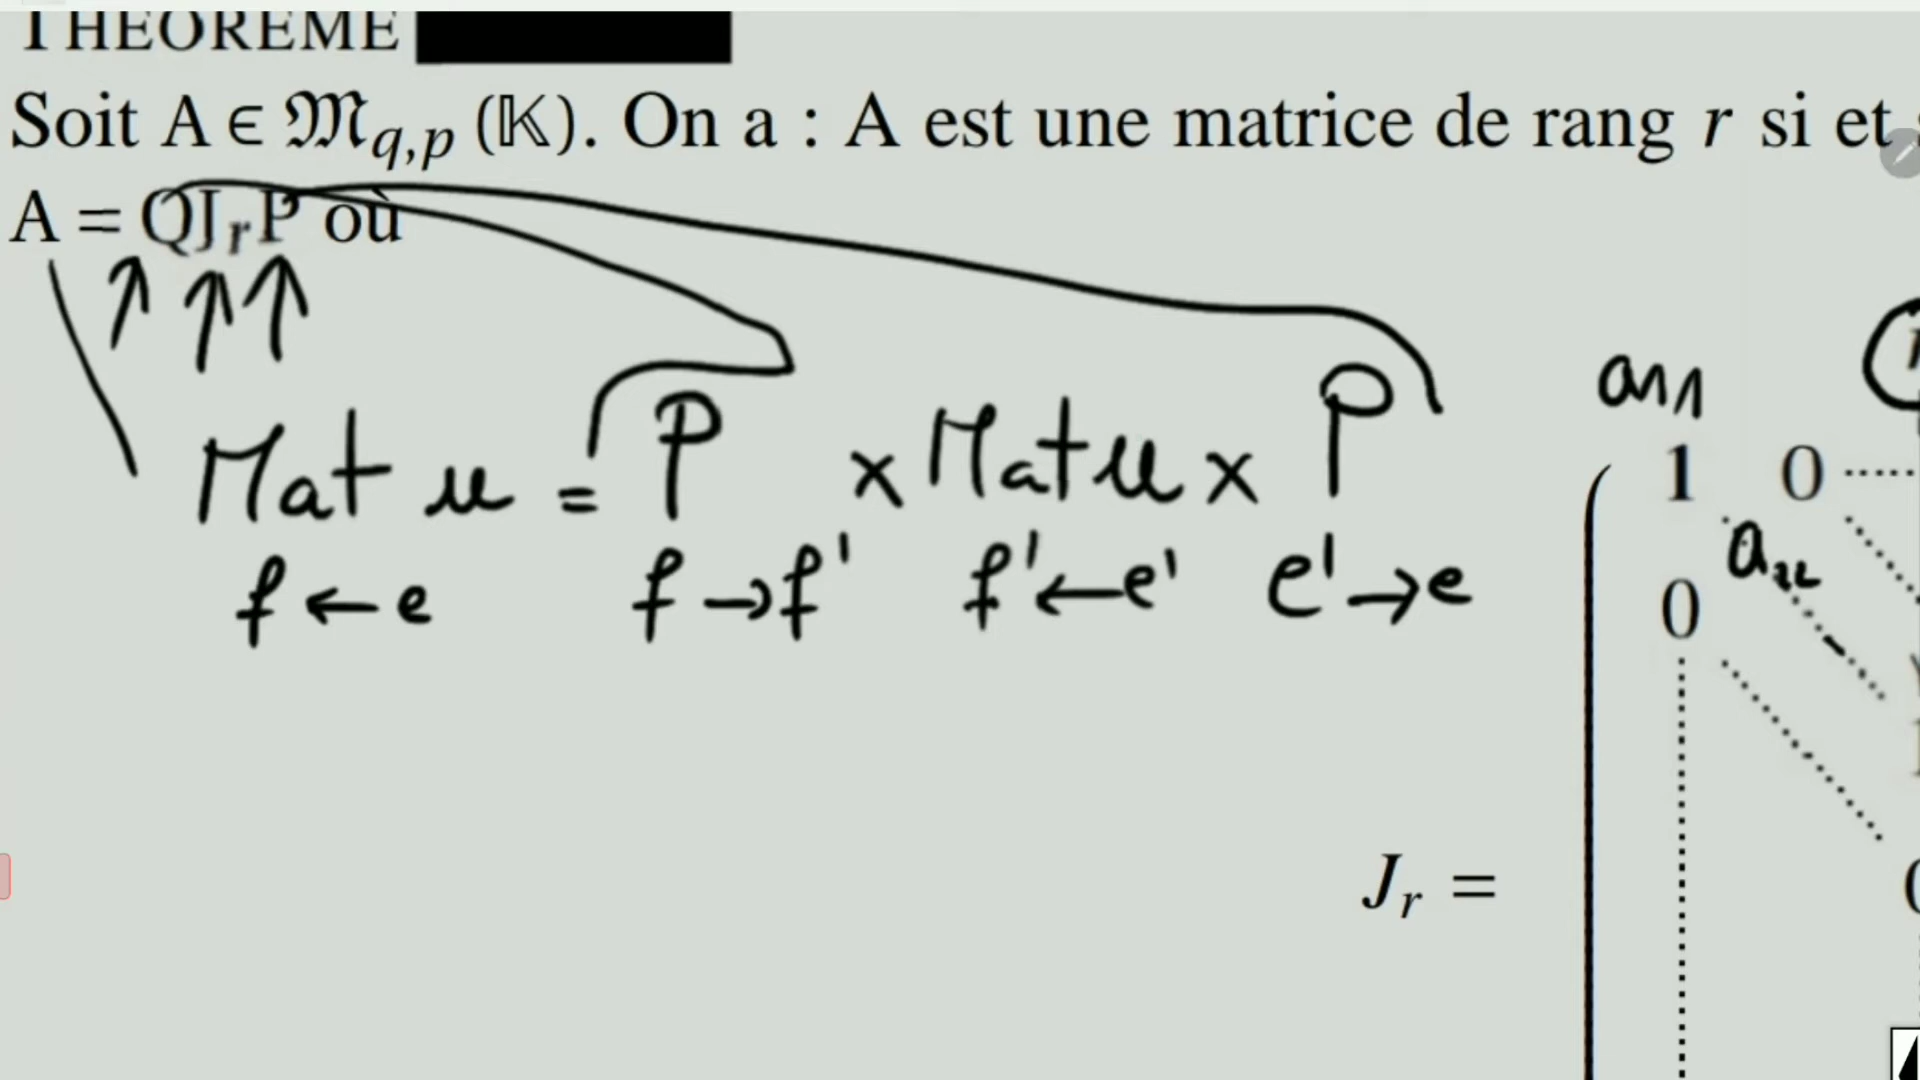 THÉORÈME
Soit A ∈ 𝔐q,p (𝕂). On a : A est une matrice de rang r si et
A = QJrP où
a11
Mat u = P × Mat u × P
f ← e f → f' f' ← e' e' → e
1 0
a22
0
Jr =